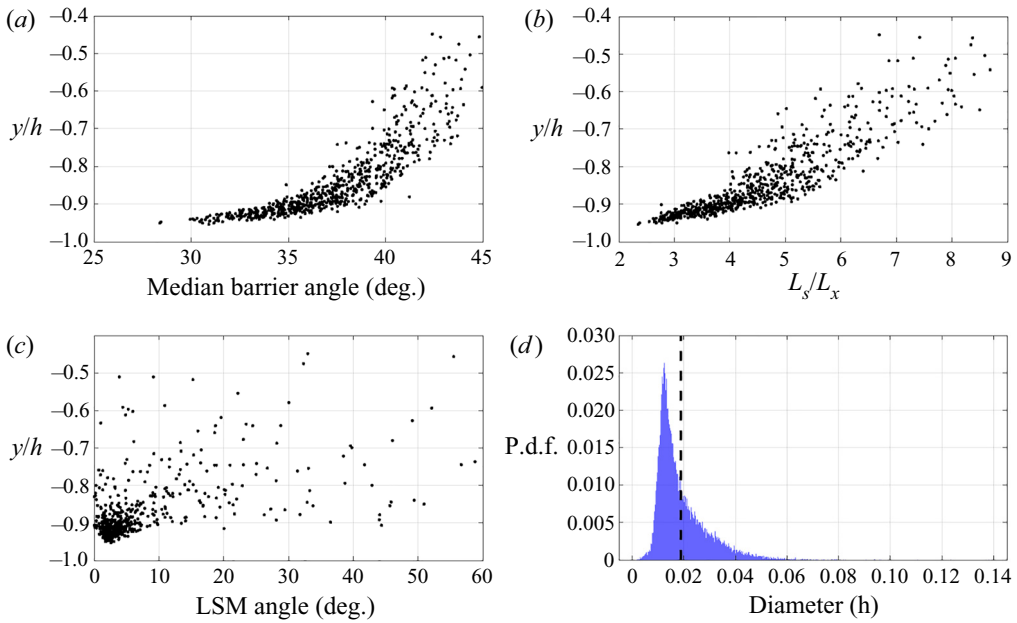 (a)
−0.4
−0.5
−0.6
−0.7
−0.8
−0.9
−1.0
y/h
25 30 35 40 45
Median barrier angle (deg.)
(b)
−0.4
−0.5
−0.6
−0.7
−0.8
−0.9
−1.0
y/h
2 3 4 5 6 7 8 9
Ls/Lx
(c)
−0.5
−0.6
−0.7
−0.8
−0.9
−1.0
y/h
0 10 20 30 40 50 60
LSM angle (deg.)
(d)
0.030
0.025
0.020
0.015
0.010
0.005
0
P.d.f.
0 0.02 0.04 0.06 0.08 0.10 0.12 0.14
Diameter (h)